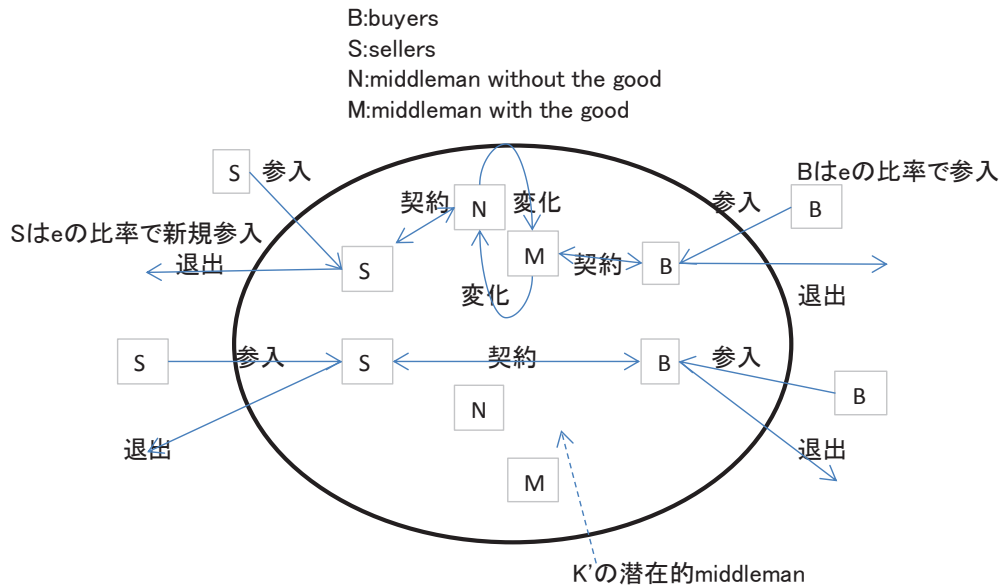 B:buyers
S:sellers
N:middleman without the good
M:middleman with the good
S 参入
契約 N 変化
参入 Bはeの比率で参入
B
Sはeの比率で新規参入
退出
S
M 契約 B
変化
退出
S 参入 S 契約 B 参入
B
N
退出
退出
M
K'の潜在的middleman